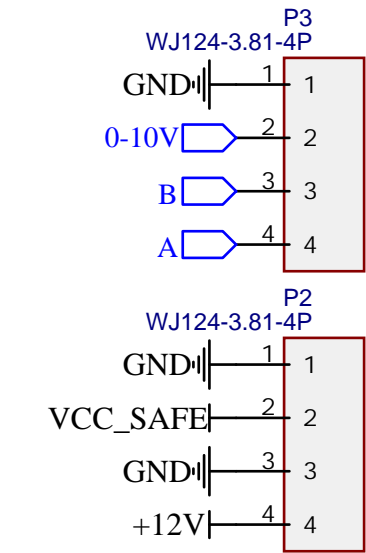 P3
WJ124-3.81-4P
GND 1 1
0-10V 2 2
B 3 3
A 4 4
P2
WJ124-3.81-4P
GND 1 1
VCC_SAFE 2 2
GND 3 3
+12V 4 4